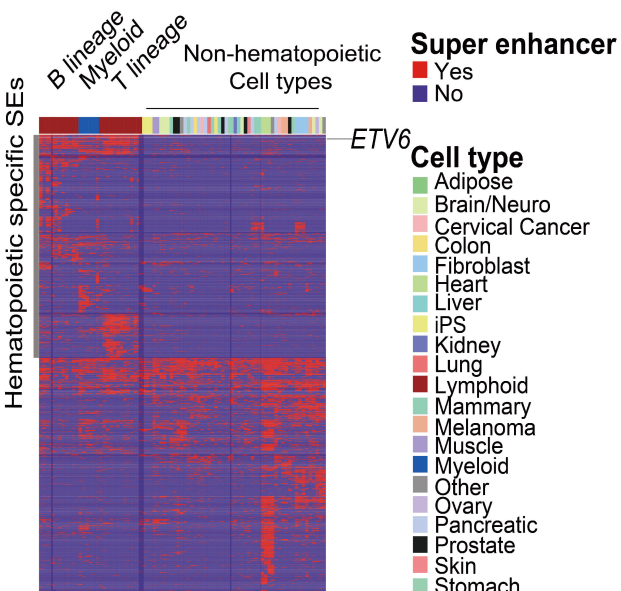 B lineage
Myeloid
T lineage
Non-hematopoietic
Cell types
Hematopoietic specific SEs
ETV6
Super enhancer
Yes
No
Cell type
Adipose
Brain/Neuro
Cervical Cancer
Colon
Fibroblast
Heart
Liver
iPS
Kidney
Lung
Lymphoid
Mammary
Melanoma
Muscle
Myeloid
Other
Ovary
Pancreatic
Prostate
Skin
Stomach